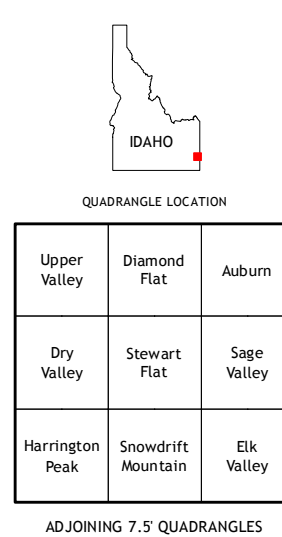 IDAHO
QUADRANGLE LOCATION
Upper
Valley
Diamond
Flat
Auburn
Dry
Valley
Stewart
Flat
Sage
Valley
Harrington
Peak
Snowdrift
Mountain
Elk
Valley
ADJOINING 7.5' QUADRANGLES